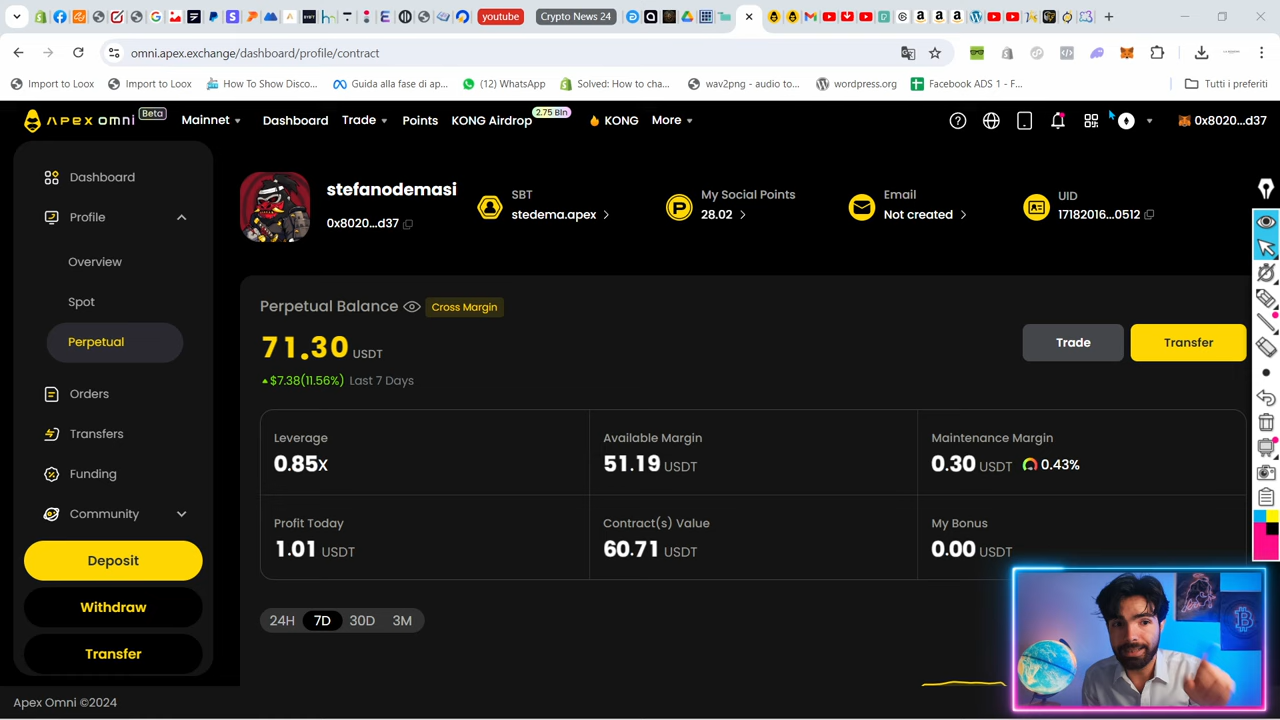 youtube
Crypto News 24
omni.apex.exchange/dashboard/profile/contract
Import to Loox
Import to Loox
How To Show Disco...
Guida alla fase di ap...
(12) WhatsApp
Solved: How to cha...
wav2png - audio to...
wordpress.org
Facebook ADS 1 - F...
Tutti i preferiti
Apex omni
Beta
Mainnet
Dashboard
Trade
Points
KONG Airdrop
2.75 Bln
KONG
More
0x8020...d37
Dashboard
Profile
Overview
Spot
Perpetual
Orders
Transfers
Funding
Community
Deposit
Withdraw
Transfer
stefanodemasi
0x8020...d37
SBT
stedema.apex
My Social Points
28.02
Email
Not created
UID
17182016...0512
Perpetual Balance
Cross Margin
71.30 USDT
$7.38(11.56%) Last 7 Days
Trade
Transfer
Leverage
0.85X
Available Margin
51.19 USDT
Maintenance Margin
0.30 USDT 0.43%
Profit Today
1.01 USDT
Contract(s) Value
60.71 USDT
My Bonus
0.00 USDT
24H 7D 30D 3M
Apex Omni ©2024